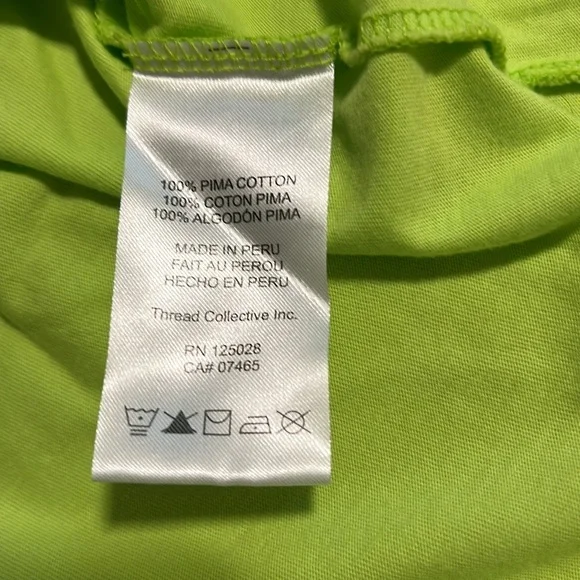 100% PIMA COTTON
100% COTON PIMA
100% ALGODÓN PIMA
MADE IN PERU
FAIT AU PEROU
HECHO EN PERU
Thread Collective Inc.
RN 125028
CA# 07465